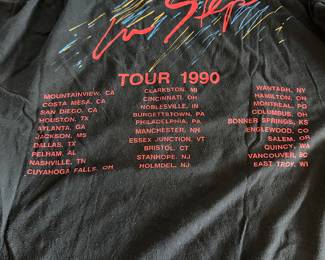 In Step
TOUR 1990
MOUNTAINVIEW, CA
COSTA MESA, CA
SAN DIEGO, CA
HOUSTON, TX
ATLANTA, GA
JACKSON, MS
DALLAS, TX
PELHAM, AL
NASHVILLE, TN
CUYAHOGA FALLS, OH
CLARKSTON, MI
CINCINNATI, OH
NOBLESVILLE, IN
BURGETTSTOWN, PA
PHILADELPHIA, PA
MANCHESTER, NH
ESSEX JUNCTION, VT
BRISTOL, CT
STANHOPE, NJ
HOLMDEL, NJ
WANTAGH, NY
HAMILTON, ON
MONTREAL, PQ
COLUMBUS, OH
BONNER SPRINGS, KS
ENGLEWOOD, CO
SALEM, OR
QUINCY, WA
VANCOUVER, BC
EAST TROY, WI